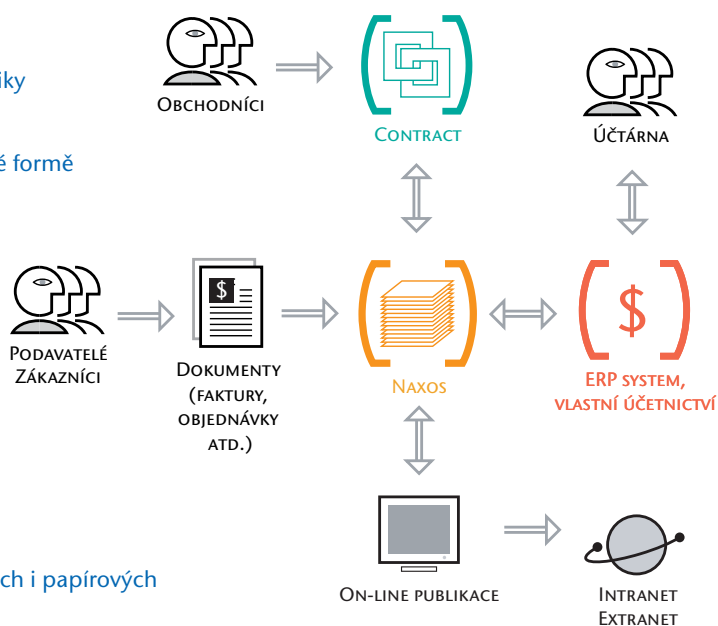 iky
OBCHODNÍCI
CONTRACT
ÚČTÁRNA
é formě
$
$
PODAVATELÉ
ZÁKAZNÍCI
DOKUMENTY
(FAKTURY,
OBJEDNÁVKY
ATD.)
NAXOS
ERP SYSTEM,
VLASTNÍ ÚČETNICTVÍ
ch i papírových
ON-LINE PUBLIKACE
INTRANET
EXTRANET